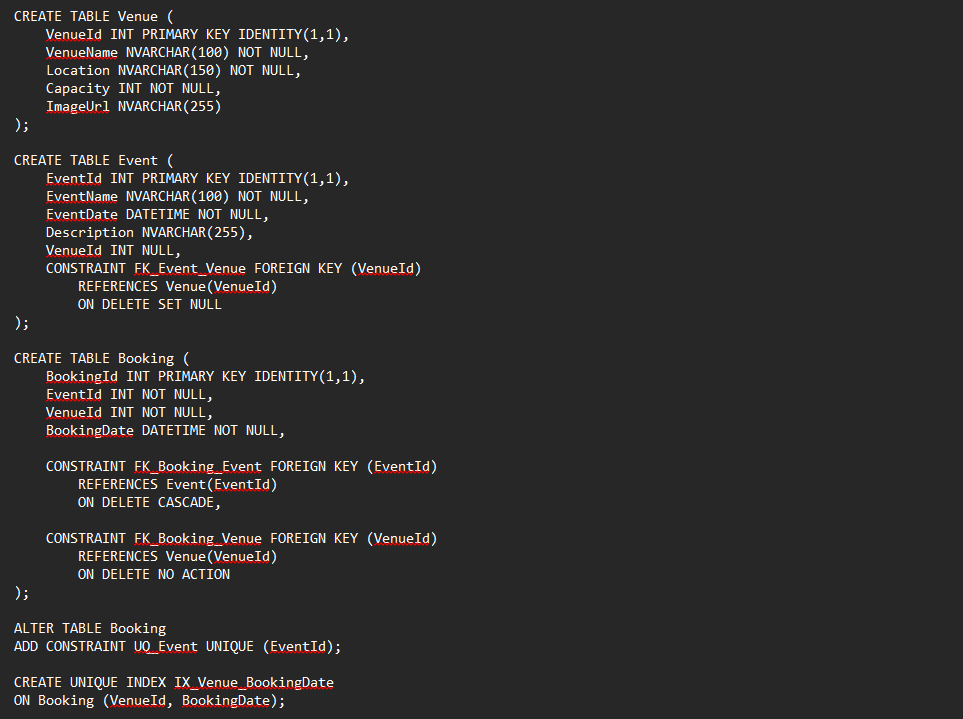 CREATE TABLE Venue (
    VenueId INT PRIMARY KEY IDENTITY(1,1),
    VenueName NVARCHAR(100) NOT NULL,
    Location NVARCHAR(150) NOT NULL,
    Capacity INT NOT NULL,
    ImageUrl NVARCHAR(255)
);

CREATE TABLE Event (
    EventId INT PRIMARY KEY IDENTITY(1,1),
    EventName NVARCHAR(100) NOT NULL,
    EventDate DATETIME NOT NULL,
    Description NVARCHAR(255),
    VenueId INT NULL,
    CONSTRAINT FK_Event_Venue FOREIGN KEY (VenueId)
        REFERENCES Venue(VenueId)
        ON DELETE SET NULL
);

CREATE TABLE Booking (
    BookingId INT PRIMARY KEY IDENTITY(1,1),
    EventId INT NOT NULL,
    VenueId INT NOT NULL,
    BookingDate DATETIME NOT NULL,

    CONSTRAINT FK_Booking_Event FOREIGN KEY (EventId)
        REFERENCES Event(EventId)
        ON DELETE CASCADE,

    CONSTRAINT FK_Booking_Venue FOREIGN KEY (VenueId)
        REFERENCES Venue(VenueId)
        ON DELETE NO ACTION
);

ALTER TABLE Booking
ADD CONSTRAINT UQ_Event UNIQUE (EventId);

CREATE UNIQUE INDEX IX_Venue_BookingDate
ON Booking (VenueId, BookingDate);